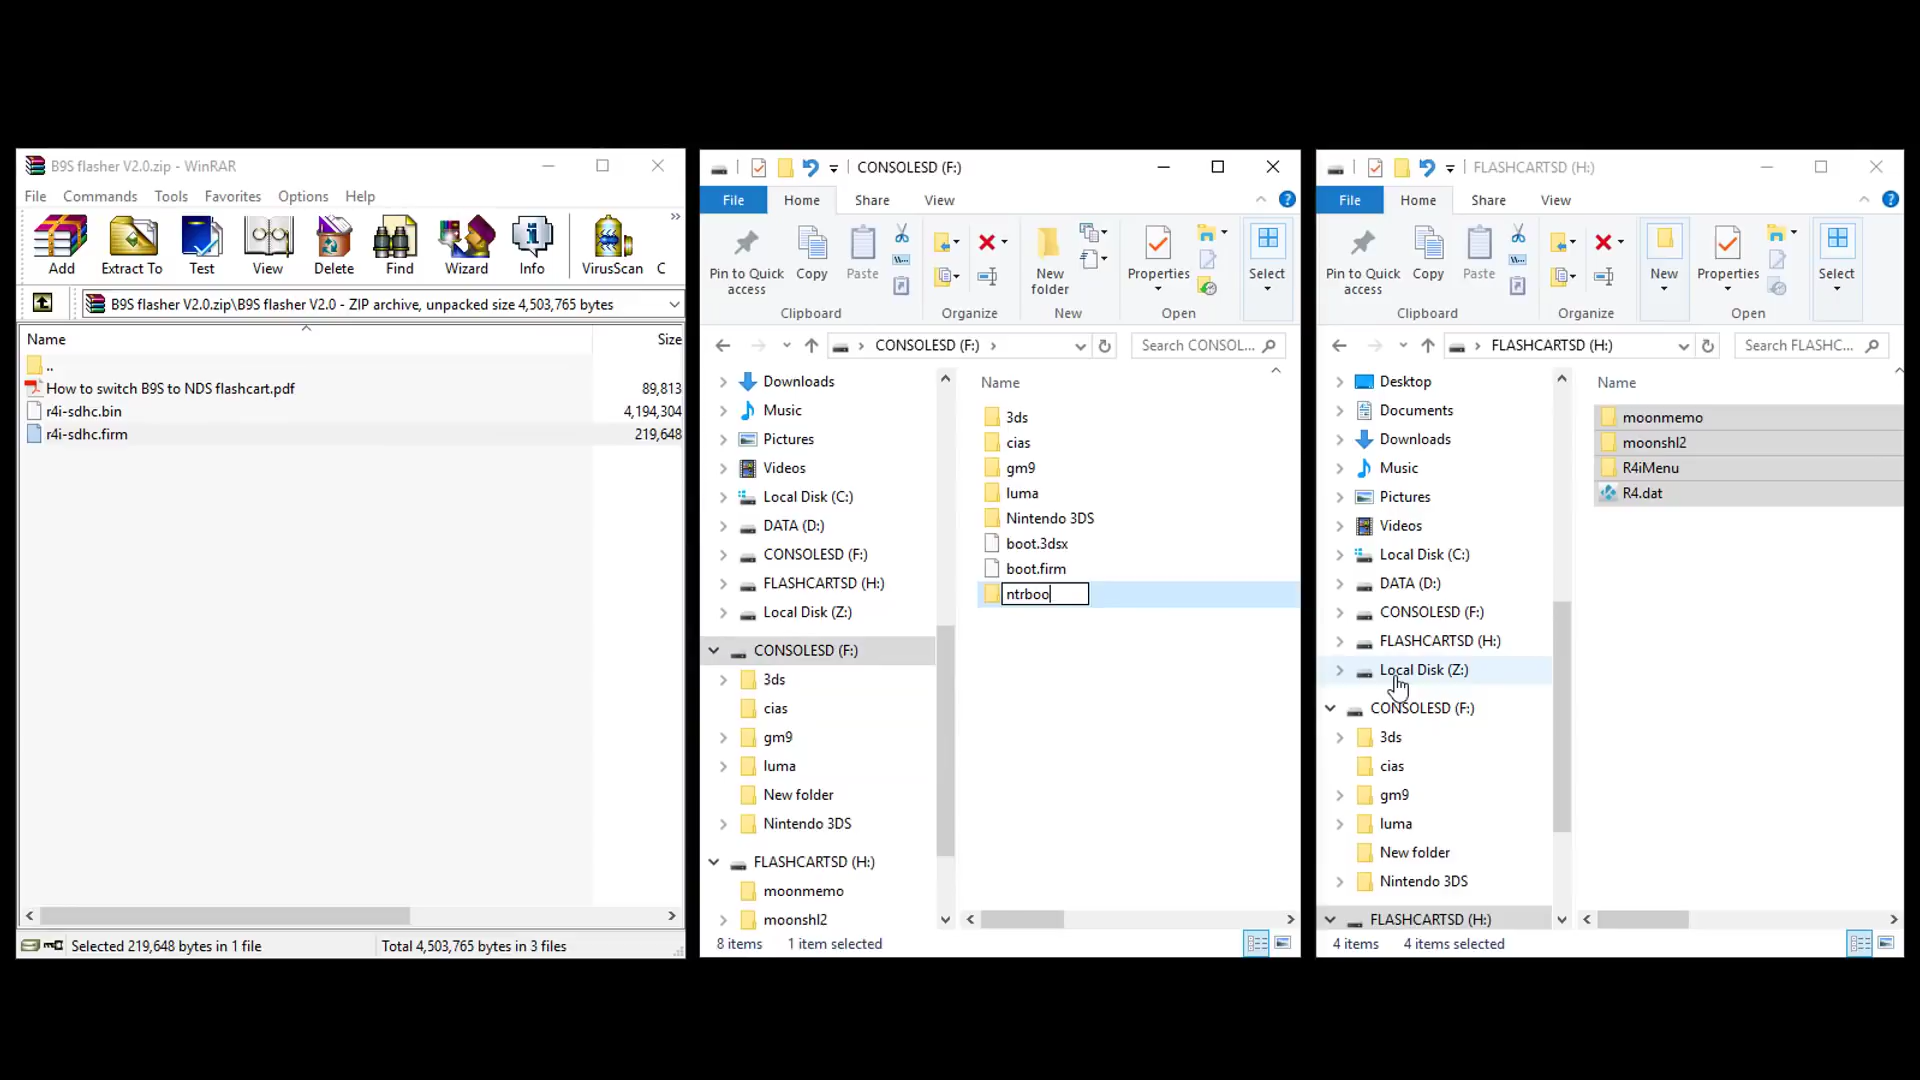 B9S flasher V2.0.zip - WinRAR
File Commands Tools Favorites Options Help
Add Extract To Test View Delete Find Wizard Info VirusScan C
B9S flasher V2.0.zip\B9S flasher V2.0 - ZIP archive, unpacked size 4,503,765 bytes
Name Size
..
How to switch B9S to NDS flashcart.pdf 89,813
r4i-sdhc.bin 4,194,304
r4i-sdhc.firm 219,648
Selected 219,648 bytes in 1 file Total 4,503,765 bytes in 3 files
CONSOLESD (F:)
File Home Share View
Pin to Quick access
Copy
Paste
New folder
Properties
Select
Clipboard Organize New Open
CONSOLESD (F:)
Search CONSOL...
Downloads
Music
Pictures
Videos
Local Disk (C:)
DATA (D:)
CONSOLESD (F:)
FLASHCARTSD (H:)
Local Disk (Z:)
CONSOLESD (F:)
3ds
cias
gm9
luma
New folder
Nintendo 3DS
FLASHCARTSD (H:)
moonmemo
moonshl2
Name
3ds
cias
gm9
luma
Nintendo 3DS
boot.3dsx
boot.firm
ntrboo
8 items 1 item selected
FLASHCARTSD (H:)
File Home Share View
Pin to Quick access
Copy
Paste
New
Properties
Select
Clipboard Organize Open
FLASHCARTSD (H:)
Search FLASHC...
Desktop
Documents
Downloads
Music
Pictures
Videos
Local Disk (C:)
DATA (D:)
CONSOLESD (F:)
FLASHCARTSD (H:)
Local Disk (Z:)
CONSOLESD (F:)
3ds
cias
gm9
luma
New folder
Nintendo 3DS
FLASHCARTSD (H:)
Name
moonmemo
moonshl2
R4iMenu
R4.dat
4 items 4 items selected